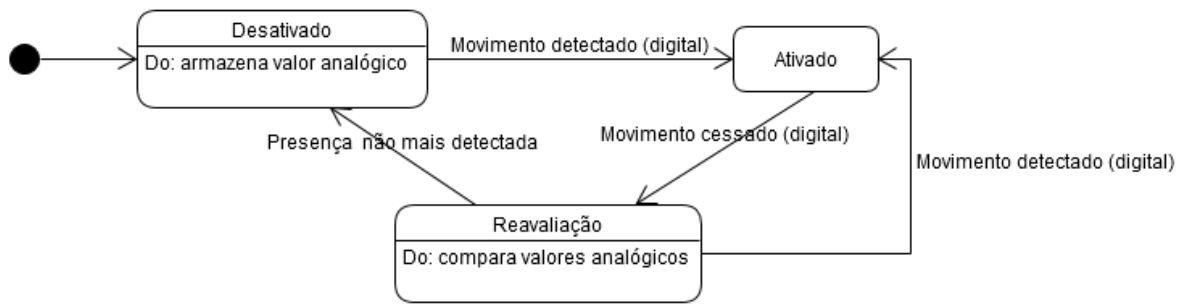 Desativado
Do: armazena valor analógico
Movimento detectado (digital)
Ativado
Presença não mais detectada
Movimento cessado (digital)
Movimento detectado (digital)
Reavaliação
Do: compara valores analógicos